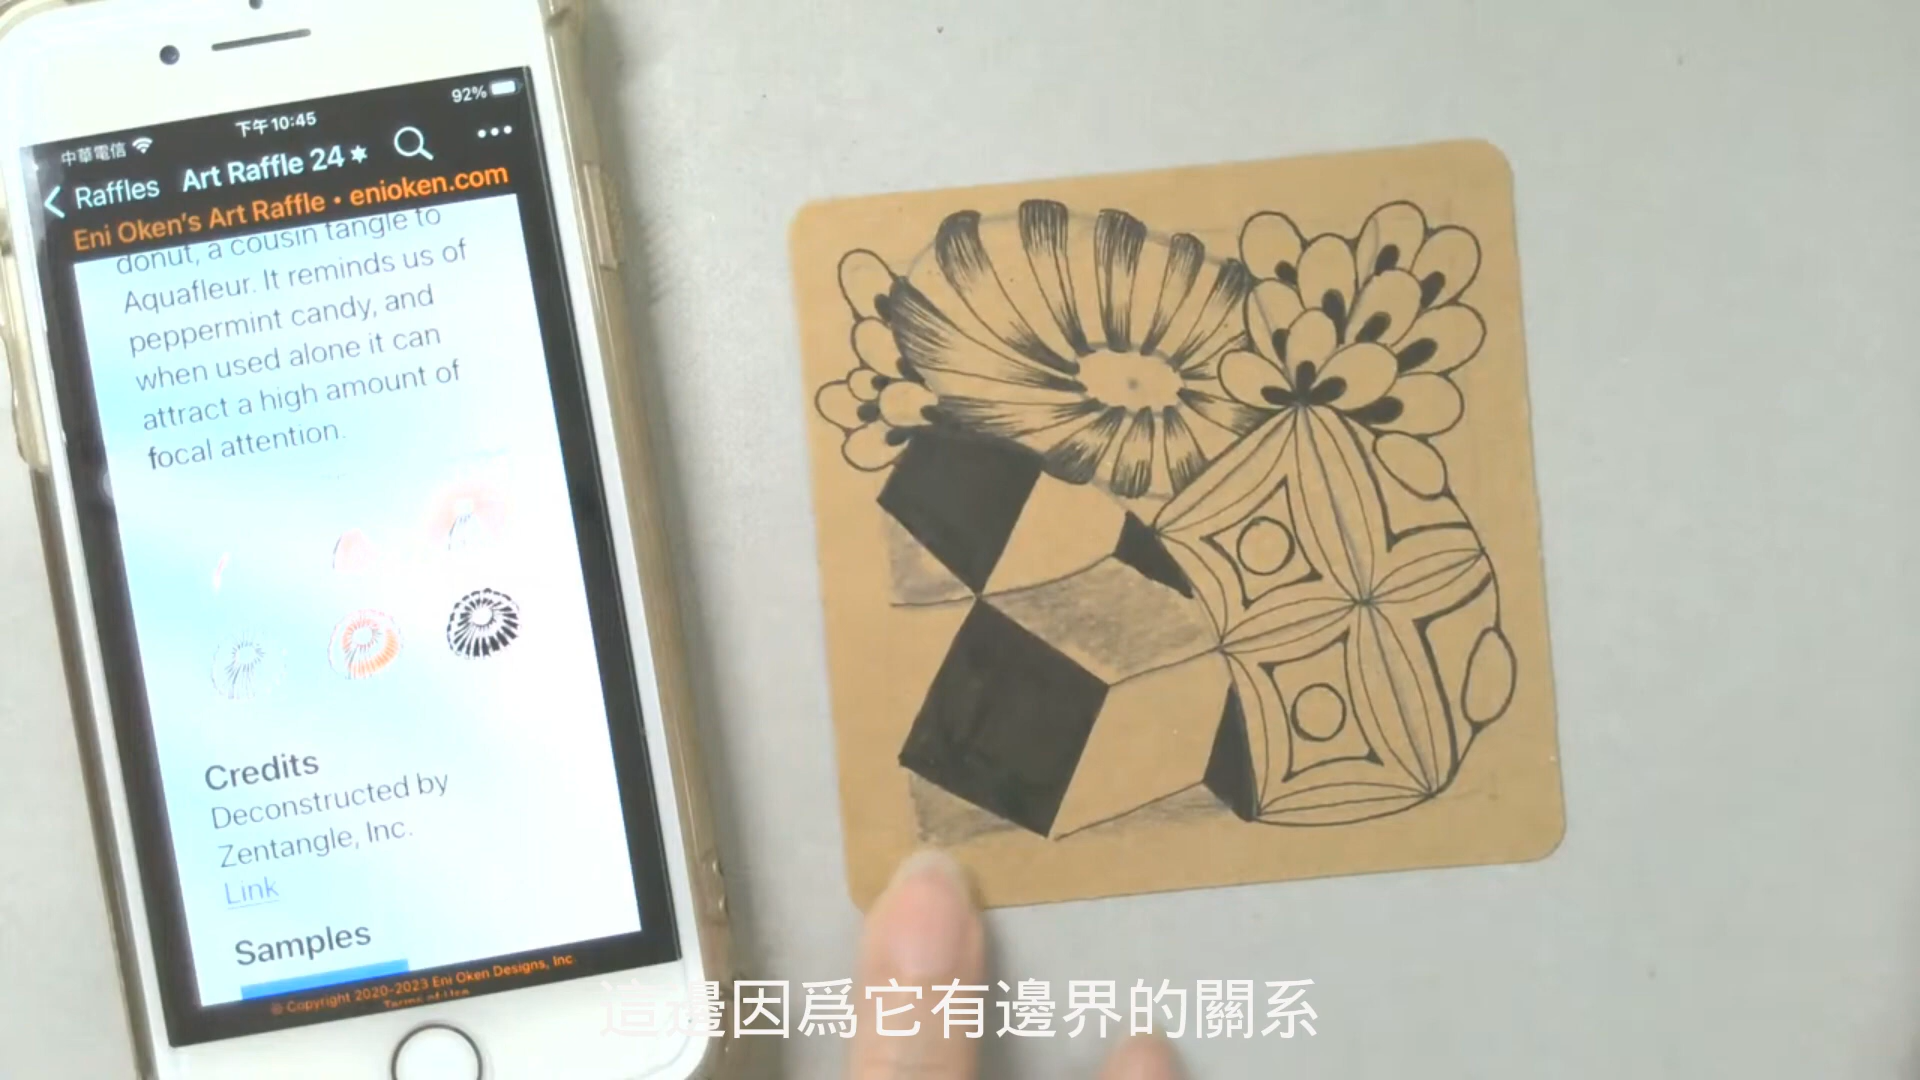 中華電信
下午10:45
92%
Raffles
Art Raffle 24 ✶
Eni Oken's Art Raffle • enioken.com
donut, a cousin tangle to
Aquafleur. It reminds us of
peppermint candy, and
when used alone it can
attract a high amount of
focal attention.
Credits
Deconstructed by
Zentangle, Inc.
Link
Samples
© Copyright 2020-2023 Eni Oken Designs, Inc.
Terms of Use
這邊因爲它有邊界的關系